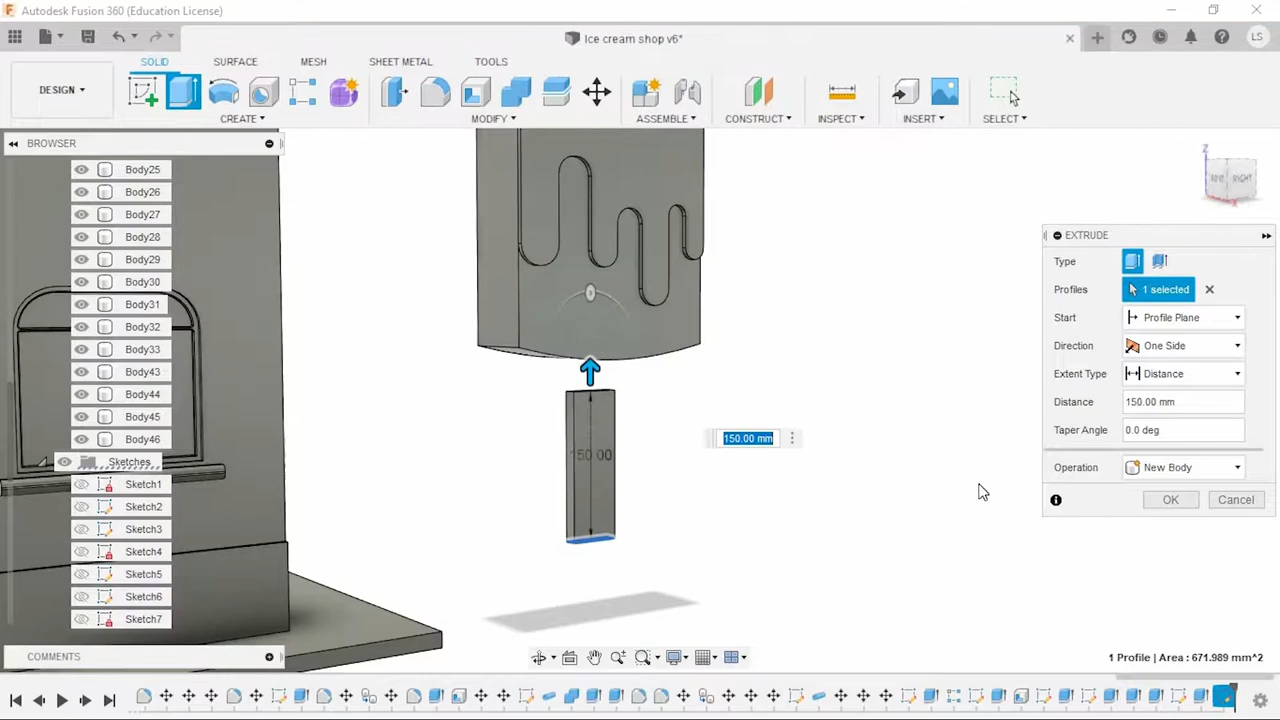 Autodesk Fusion 360 (Education License)
Ice cream shop v6*
LS
SOLID SURFACE MESH SHEET METAL TOOLS
DESIGN
CREATE MODIFY ASSEMBLE CONSTRUCT INSPECT INSERT SELECT
BROWSER
Body25
Body26
Body27
Body28
Body29
Body30
Body31
Body32
Body33
Body43
Body44
Body45
Body46
Sketches
Sketch1
Sketch2
Sketch3
Sketch4
Sketch5
Sketch6
Sketch7
COMMENTS
Z
RIGHT
X
150.00
150.00 mm
EXTRUDE
Type
Profiles 1 selected
Start Profile Plane
Direction One Side
Extent Type Distance
Distance 150.00 mm
Taper Angle 0.0 deg
Operation New Body
OK Cancel
1 Profile | Area : 671.989 mm^2